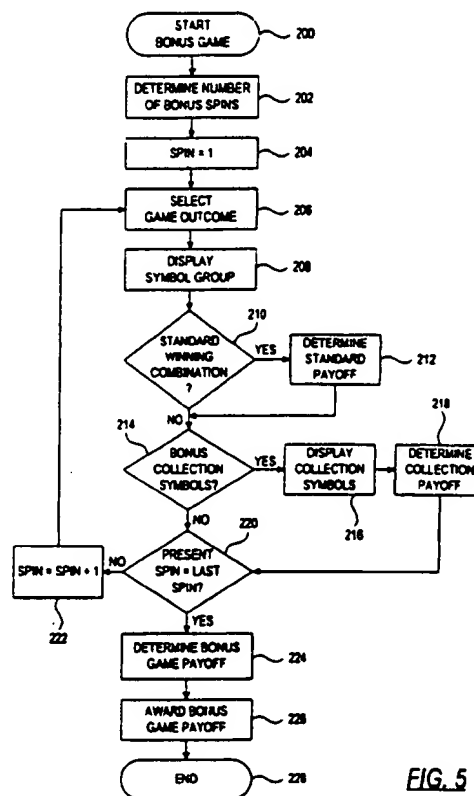 START
BONUS GAME
200
DETERMINE NUMBER
OF BONUS SPINS
202
SPIN = 1
204
SELECT
GAME OUTCOME
206
DISPLAY
SYMBOL GROUP
208
210
STANDARD
WINNING
COMBINATION
?
YES
DETERMINE
STANDARD
PAYOFF
212
NO
214
BONUS
COLLECTION
SYMBOLS?
YES
DISPLAY
COLLECTION
SYMBOLS
216
218
DETERMINE
COLLECTION
PAYOFF
NO
220
PRESENT
SPIN = LAST
SPIN?
NO
SPIN = SPIN + 1
222
YES
DETERMINE BONUS
GAME PAYOFF
224
AWARD BONUS
GAME PAYOFF
226
END
228
FIG. 5